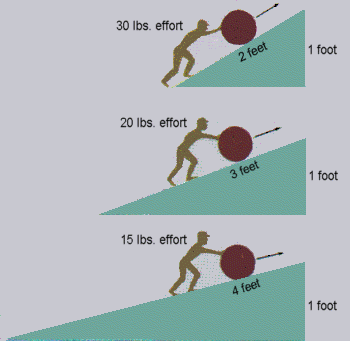 30 lbs. effort
2 feet
1 foot
20 lbs. effort
3 feet
1 foot
15 lbs. effort
4 feet
1 foot